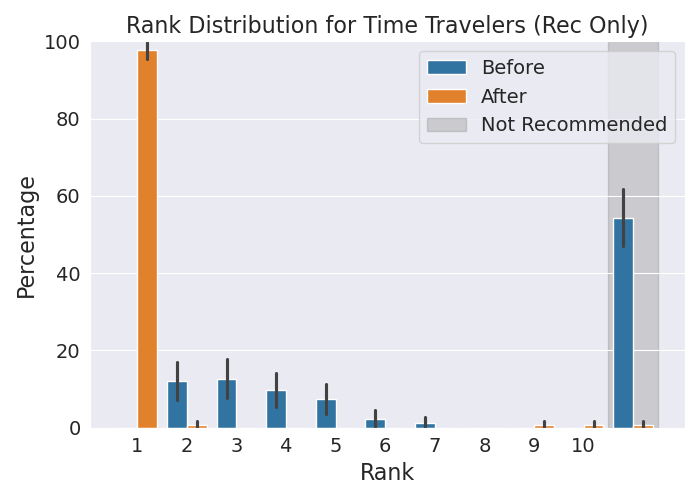 Rank Distribution for Time Travelers (Rec Only)
100
80
60
40
20
0
Percentage
Before
After
Not Recommended
1 2 3 4 5 6 7 8 9 10
Rank